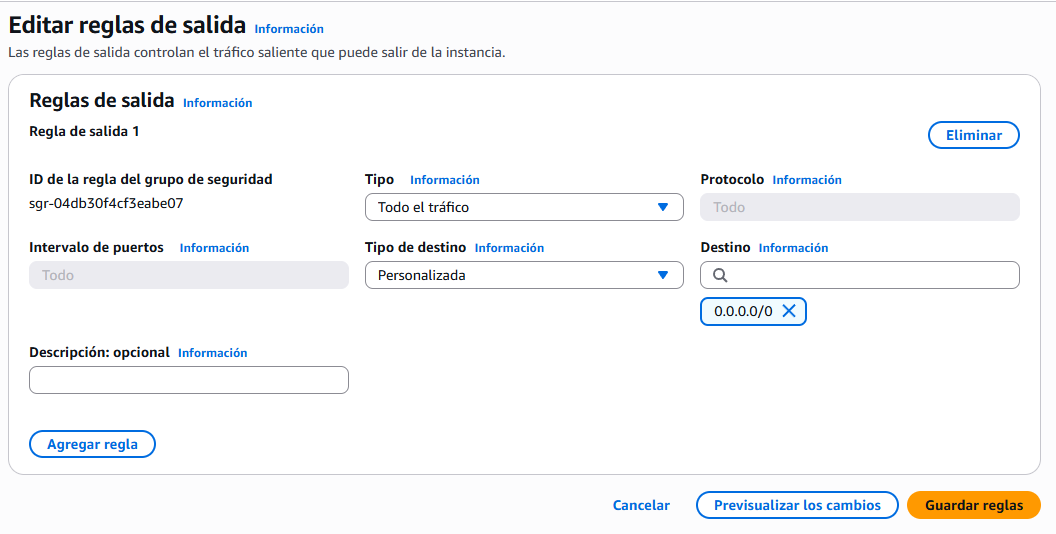 Editar reglas de salida Información
Las reglas de salida controlan el tráfico saliente que puede salir de la instancia.
Reglas de salida Información
Regla de salida 1
Eliminar
ID de la regla del grupo de seguridad
sgr-04db30f4cf3eabe07
Tipo Información
Todo el tráfico
Protocolo Información
Todo
Intervalo de puertos Información
Todo
Tipo de destino Información
Personalizada
Destino Información
0.0.0.0/0
Descripción: opcional Información
Agregar regla
Cancelar
Previsualizar los cambios
Guardar reglas